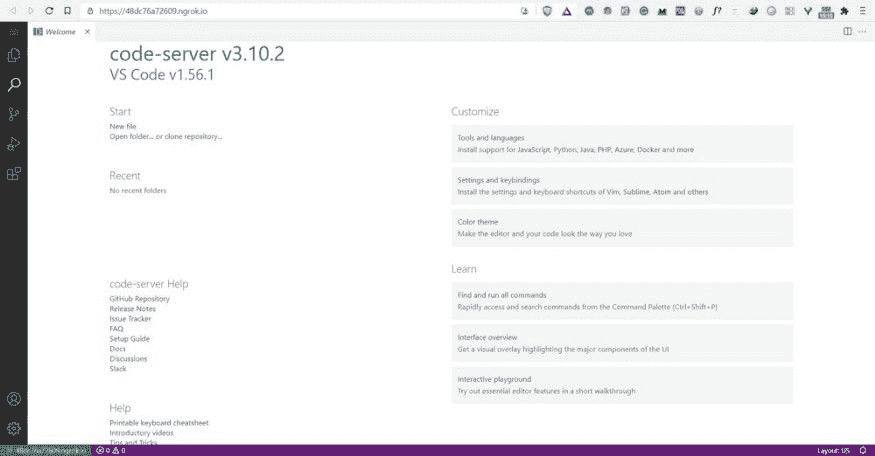 https://48dc76a72609.ngrok.io
Welcome
code-server v3.10.2
VS Code v1.56.1
Start
New file
Open folder... or clone repository...
Recent
No recent folders
code-server Help
GitHub Repository
Release Notes
Issue Tracker
FAQ
Setup Guide
Docs
Discussions
Slack
Help
Printable keyboard cheatsheet
Introductory videos
Tips and Tricks
Customize
Tools and languages
Install support for JavaScript, Python, Java, PHP, Azure, Docker and more
Settings and keybindings
Install the settings and keyboard shortcuts of Vim, Sublime, Atom and others
Color theme
Make the editor and your code look the way you love
Learn
Find and run all commands
Rapidly access and search commands from the Command Palette (Ctrl+Shift+P)
Interface overview
Get a visual overlay highlighting the major components of the UI
Interactive playground
Try out essential editor features in a short walkthrough
48dc76a72609.ngrok.io
0 0
Layout: US